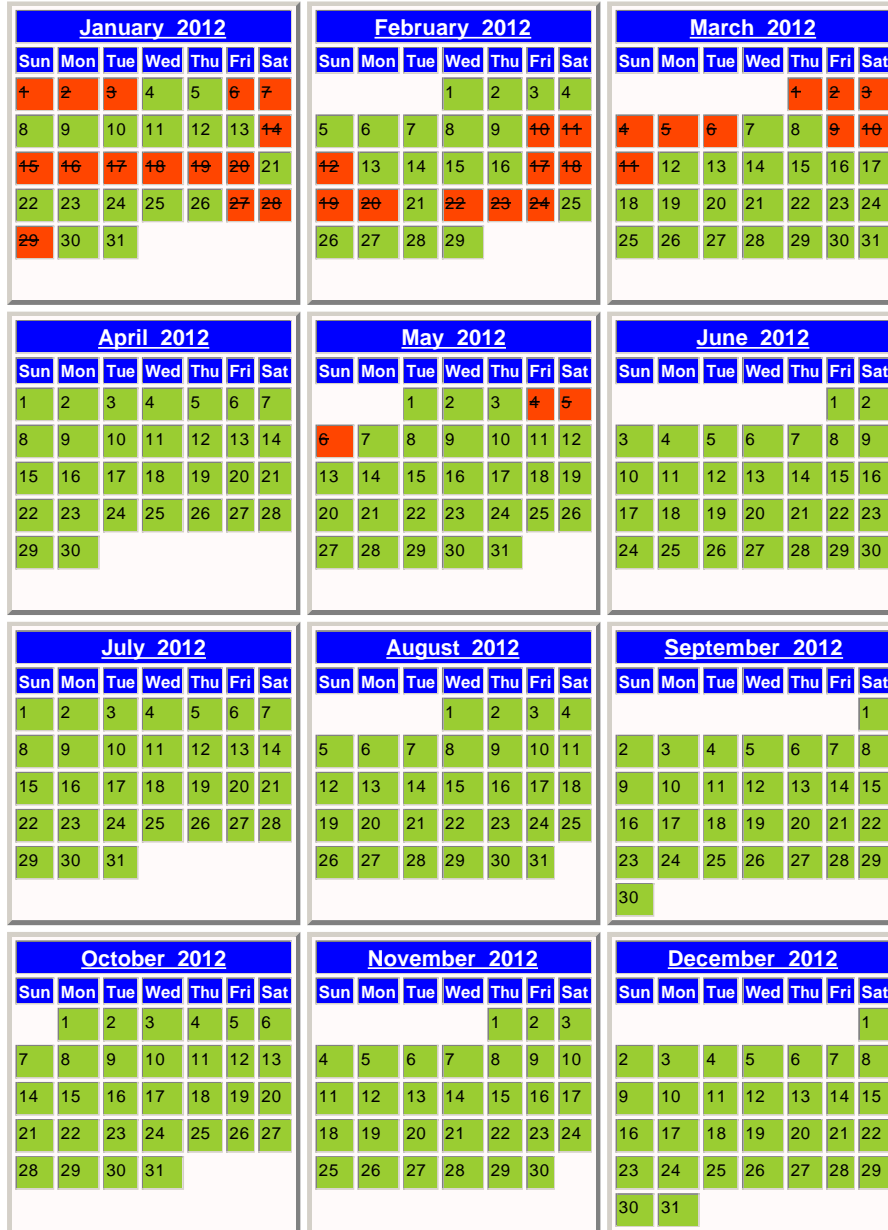 January 2012
Sun Mon Tue Wed Thu Fri Sat
1 2 3 4 5 6 7
8 9 10 11 12 13 14
15 16 17 18 19 20 21
22 23 24 25 26 27 28
29 30 31
February 2012
Sun Mon Tue Wed Thu Fri Sat
1 2 3 4
5 6 7 8 9 10 11
12 13 14 15 16 17 18
19 20 21 22 23 24 25
26 27 28 29
March 2012
Sun Mon Tue Wed Thu Fri Sat
1 2 3
4 5 6 7 8 9 10
11 12 13 14 15 16 17
18 19 20 21 22 23 24
25 26 27 28 29 30 31
April 2012
Sun Mon Tue Wed Thu Fri Sat
1 2 3 4 5 6 7
8 9 10 11 12 13 14
15 16 17 18 19 20 21
22 23 24 25 26 27 28
29 30
May 2012
Sun Mon Tue Wed Thu Fri Sat
1 2 3 4 5
6 7 8 9 10 11 12
13 14 15 16 17 18 19
20 21 22 23 24 25 26
27 28 29 30 31
June 2012
Sun Mon Tue Wed Thu Fri Sat
1 2
3 4 5 6 7 8 9
10 11 12 13 14 15 16
17 18 19 20 21 22 23
24 25 26 27 28 29 30
July 2012
Sun Mon Tue Wed Thu Fri Sat
1 2 3 4 5 6 7
8 9 10 11 12 13 14
15 16 17 18 19 20 21
22 23 24 25 26 27 28
29 30 31
August 2012
Sun Mon Tue Wed Thu Fri Sat
1 2 3 4
5 6 7 8 9 10 11
12 13 14 15 16 17 18
19 20 21 22 23 24 25
26 27 28 29 30 31
September 2012
Sun Mon Tue Wed Thu Fri Sat
1
2 3 4 5 6 7 8
9 10 11 12 13 14 15
16 17 18 19 20 21 22
23 24 25 26 27 28 29
30
October 2012
Sun Mon Tue Wed Thu Fri Sat
1 2 3 4 5 6
7 8 9 10 11 12 13
14 15 16 17 18 19 20
21 22 23 24 25 26 27
28 29 30 31
November 2012
Sun Mon Tue Wed Thu Fri Sat
1 2 3
4 5 6 7 8 9 10
11 12 13 14 15 16 17
18 19 20 21 22 23 24
25 26 27 28 29 30
December 2012
Sun Mon Tue Wed Thu Fri Sat
1
2 3 4 5 6 7 8
9 10 11 12 13 14 15
16 17 18 19 20 21 22
23 24 25 26 27 28 29
30 31